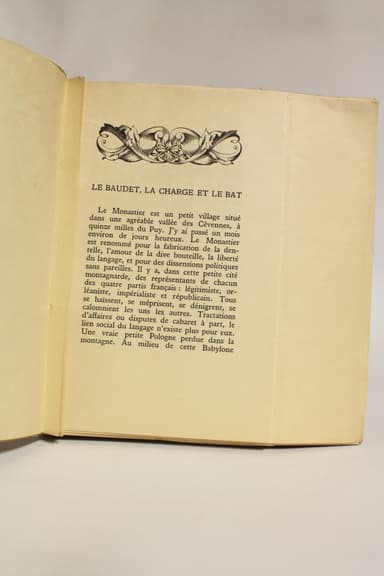 LE BAUDET, LA CHARGE ET LE BAT
Le Monastier est un petit village situé
dans une agréable vallée des Cévennes, à
quinze milles du Puy. J'y ai passé un mois
environ de jours heureux. Le Monastier
est renommé pour la fabrication de la den-
telle, l'amour de la dive bouteille, la liberté
du langage, et pour des dissensions politiques
sans pareilles. Il y a, dans cette petite cité
montagnarde, des représentants de chacun
des quatre partis français : légitimiste, or-
léaniste, impérialiste et républicain. Tous
se haïssent, se méprisent, se dénigrent, se
calomnient les uns les autres. Tractations
d'affaires ou disputes de cabaret à part, le
lien social du langage n'existe plus pour eux.
Une vraie petite Pologne perdue dans la
montagne. Au milieu de cette Babylone